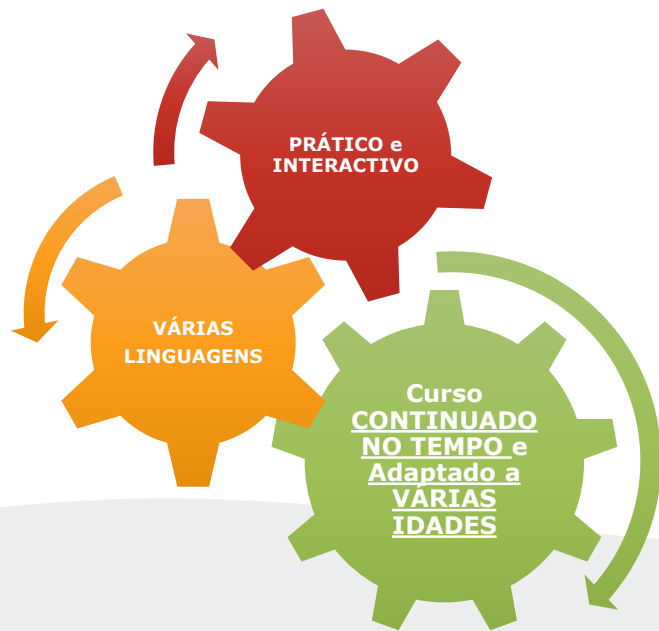 PRÁTICO e
INTERACTIVO
VÁRIAS
LINGUAGENS
Curso
CONTINUADO
NO TEMPO e
Adaptado a
VÁRIAS
IDADES